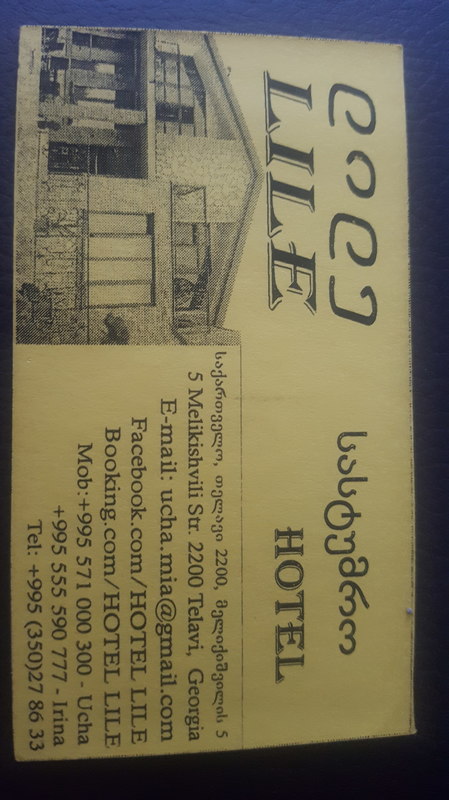 ლილე სასტუმრო
LILE HOTEL
საქართველო, თელავი 2200, მელიქიშვილის 5
5 Melikishvili Str. 2200 Telavi, Georgia
E-mail: ucha.mia@gmail.com
Facebook.com/HOTEL LILE
Booking.com/HOTEL LILE
Mob:+995 571 000 300 - Ucha
+995 555 590 777 - Irina
Tel: +995 (350)27 86 33